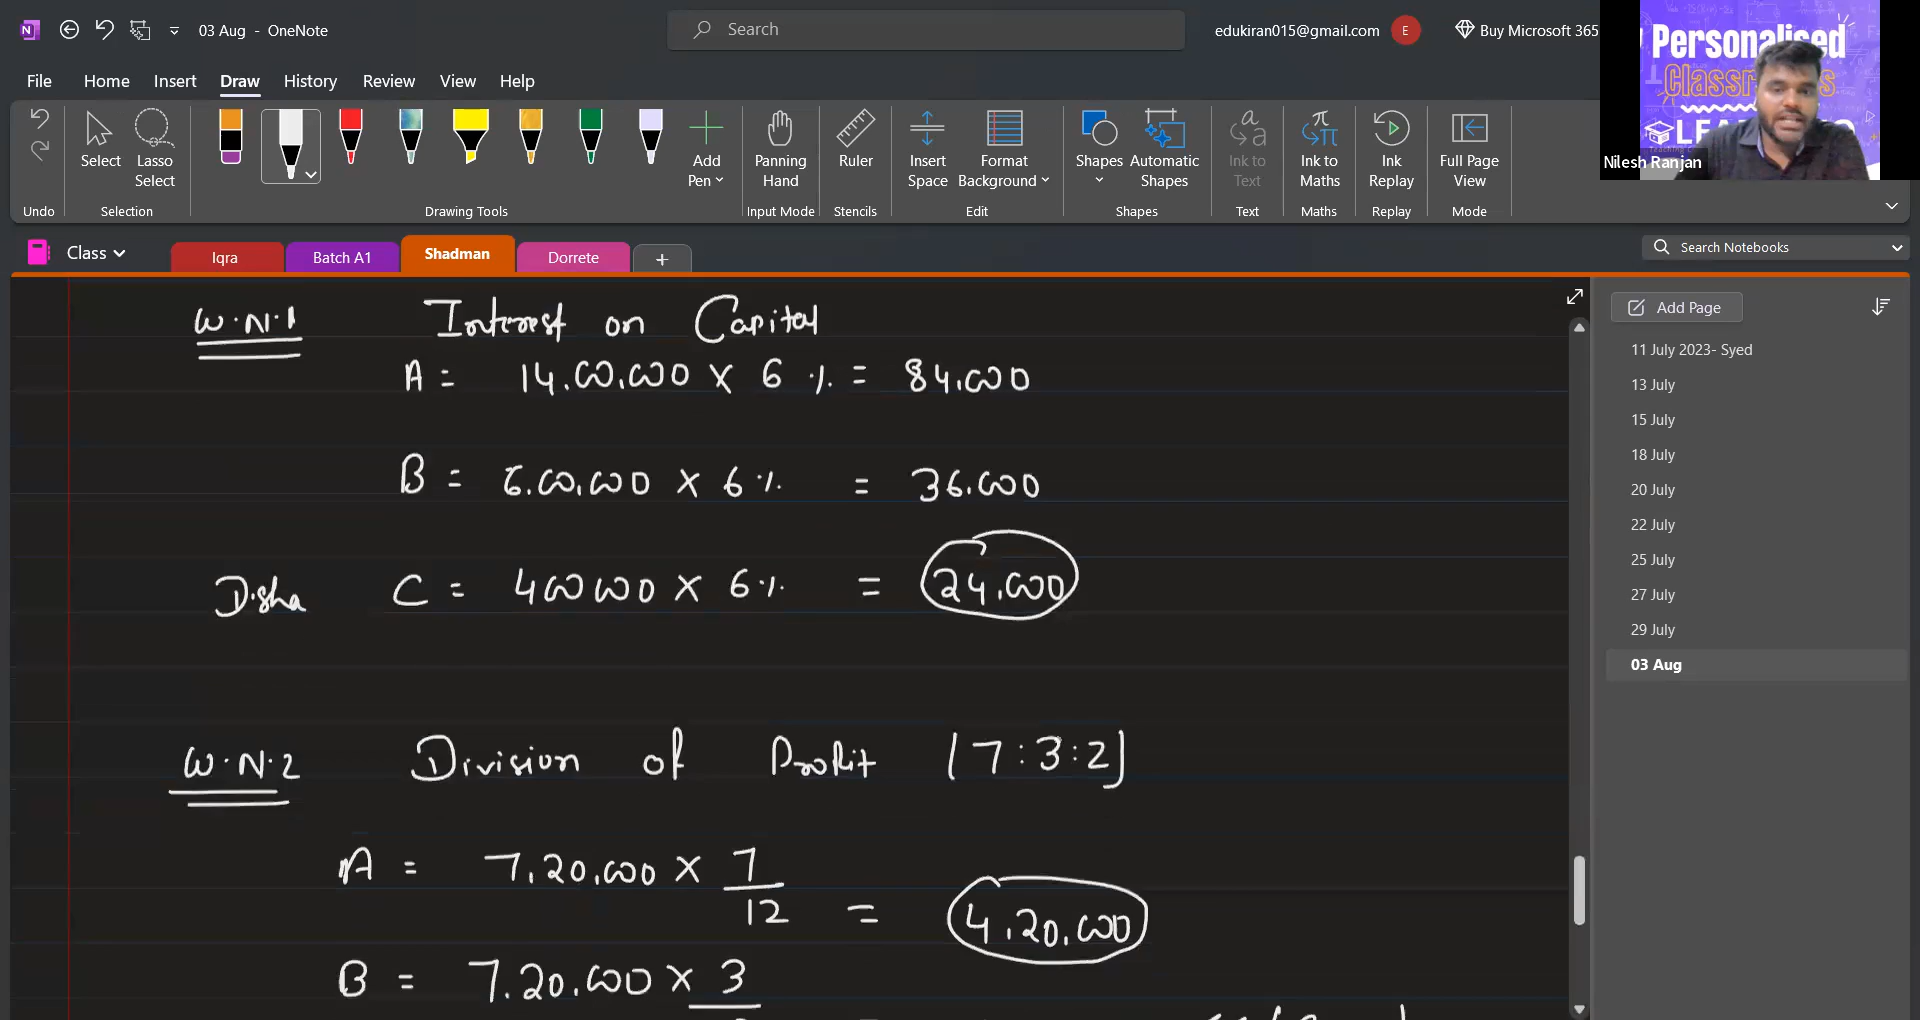 03 Aug - OneNote
Search
edukiran015@gmail.com
E
Buy Microsoft 365
Personalised
Nilesh Ranjan
File Home Insert Draw History Review View Help
Undo
Select
Lasso Select
Selection
Drawing Tools
Add Pen
Panning Hand
Input Mode
Ruler
Stencils
Insert Space
Format Background
Edit
Shapes
Automatic Shapes
Shapes
Ink to Text
Text
Ink to Maths
Maths
Ink Replay
Replay
Full Page View
Mode
Class
Iqra
Batch A1
Shadman
Dorrete
+
Search Notebooks
Add Page
11 July 2023- Syed
13 July
15 July
18 July
20 July
22 July
25 July
27 July
29 July
03 Aug
W.N.1 Interest on Capital
A = 14,00,000 x 6 % = 84,000
B = 6,00,000 x 6 % = 36,000
Disha C = 400000 x 6 % = 24,000
W.N.2 Division of Profit [7:3:2]
A = 7,20,000 x 7/12 = 4,20,000
B = 7,20,000 x 3